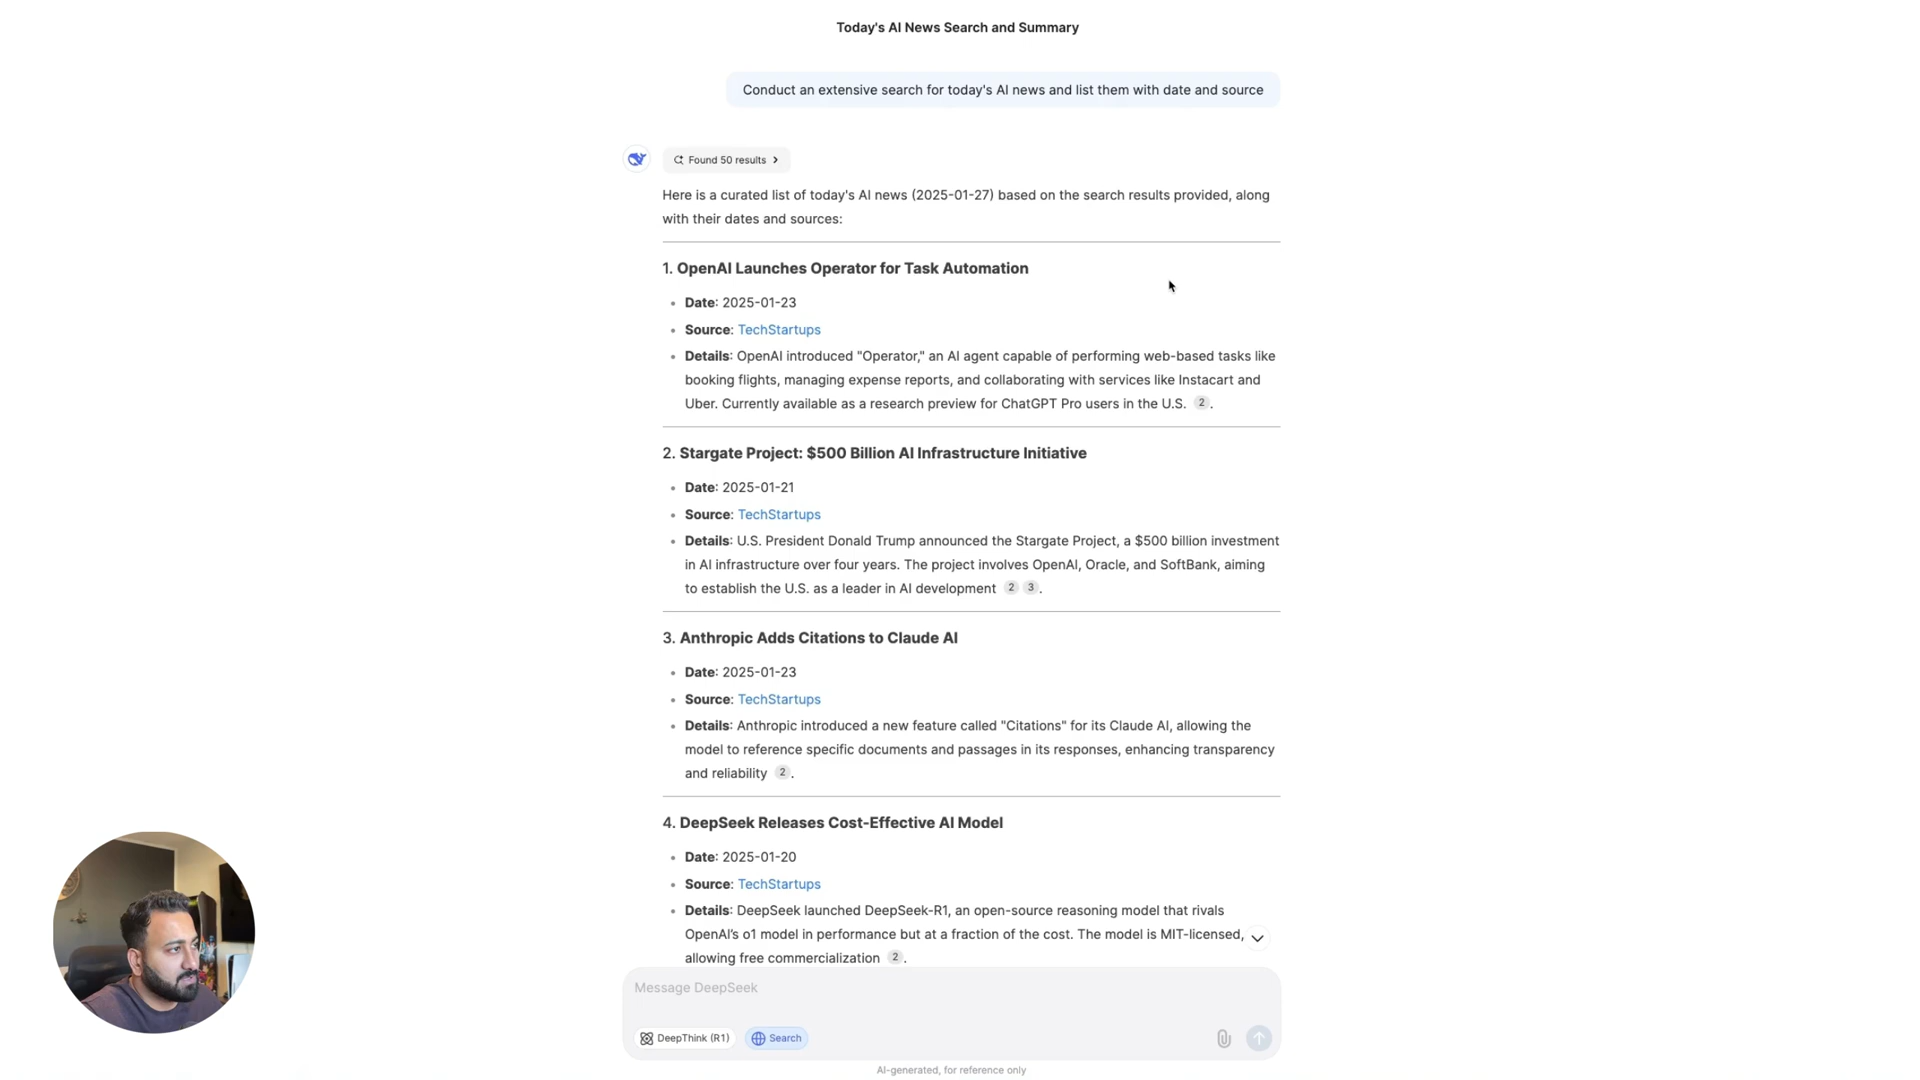 Today's AI News Search and Summary
Conduct an extensive search for today's AI news and list them with date and source
Found 50 results
Here is a curated list of today's AI news (2025-01-27) based on the search results provided, along
with their dates and sources:
1. OpenAI Launches Operator for Task Automation
• Date: 2025-01-23
• Source: TechStartups
• Details: OpenAI introduced "Operator," an AI agent capable of performing web-based tasks like
booking flights, managing expense reports, and collaborating with services like Instacart and
Uber. Currently available as a research preview for ChatGPT Pro users in the U.S. 2.
2. Stargate Project: $500 Billion AI Infrastructure Initiative
• Date: 2025-01-21
• Source: TechStartups
• Details: U.S. President Donald Trump announced the Stargate Project, a $500 billion investment
in AI infrastructure over four years. The project involves OpenAI, Oracle, and SoftBank, aiming
to establish the U.S. as a leader in AI development 2 3.
3. Anthropic Adds Citations to Claude AI
• Date: 2025-01-23
• Source: TechStartups
• Details: Anthropic introduced a new feature called "Citations" for its Claude AI, allowing the
model to reference specific documents and passages in its responses, enhancing transparency
and reliability 2.
4. DeepSeek Releases Cost-Effective AI Model
• Date: 2025-01-20
• Source: TechStartups
• Details: DeepSeek launched DeepSeek-R1, an open-source reasoning model that rivals
OpenAI’s o1 model in performance but at a fraction of the cost. The model is MIT-licensed,
allowing free commercialization 2.
Message DeepSeek
DeepThink (R1) Search
AI-generated, for reference only